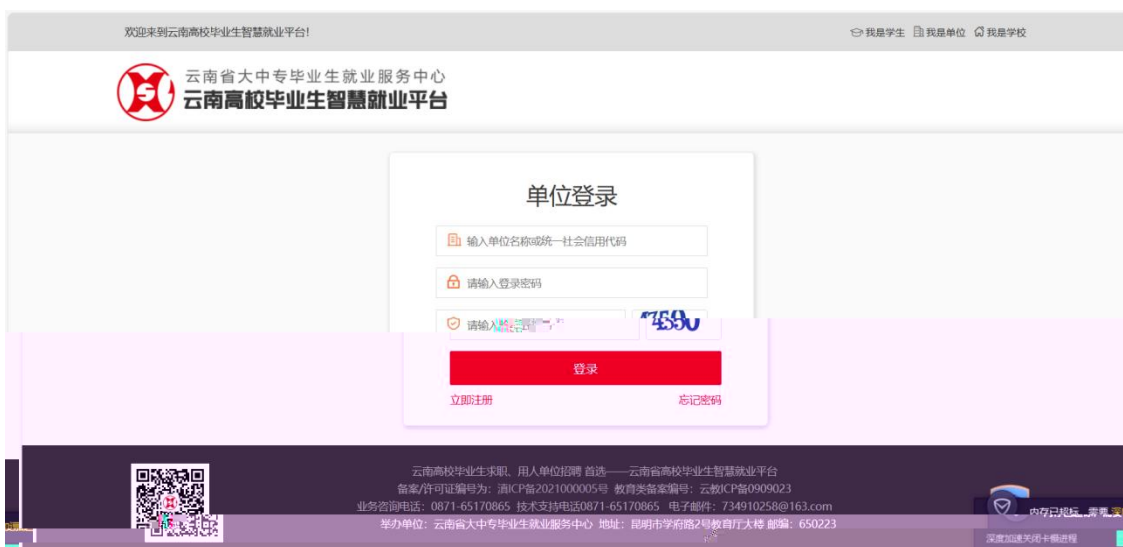 欢迎来到云南高校毕业生智慧就业平台!
我是学生 我是单位 我是学校
云南省大中专毕业生就业服务中心
云南高校毕业生智慧就业平台
单位登录
输入单位名称或统一社会信用代码
请输入登录密码
请输入
登录
立即注册 忘记密码
云南高校毕业生求职、用人单位招聘 首选——云南省高校毕业生智慧就业平台
备案/许可证编号为：滇ICP备2021000005号 教育类备案编号：云教ICP备0909023
业务咨询电话：0871-65170865 技术支持电话0871-65170865 电子邮件：734910258@163.com
举办单位：云南省大中专毕业生就业服务中心 地址：昆明市学府路2号教育厅大楼 邮编：650223
内存已超标，需要
深度加速关闭卡慢进程